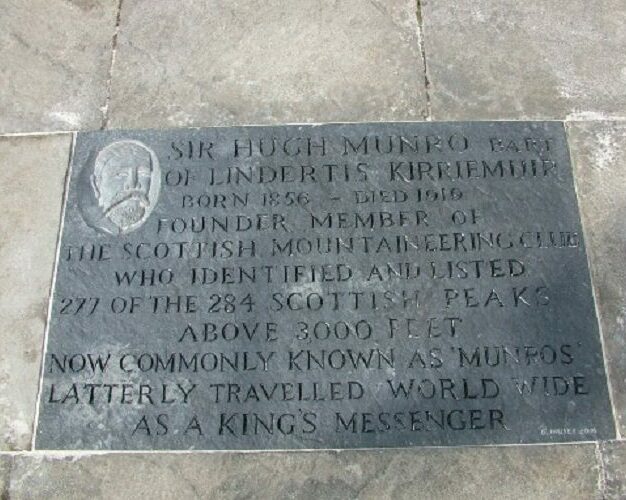 SIR HUGH MUNRO BART
OF LINDERTIS KIRRIEMUIR
BORN 1856 - DIED 1919
FOUNDER MEMBER OF
THE SCOTTISH MOUNTAINEERING CLUB
WHO IDENTIFIED AND LISTED
277 OF THE 284 SCOTTISH PEAKS
ABOVE 3000 FEET
NOW COMMONLY KNOWN AS 'MUNROS'
LATTERLY TRAVELLED WORLD WIDE
AS A KING'S MESSENGER